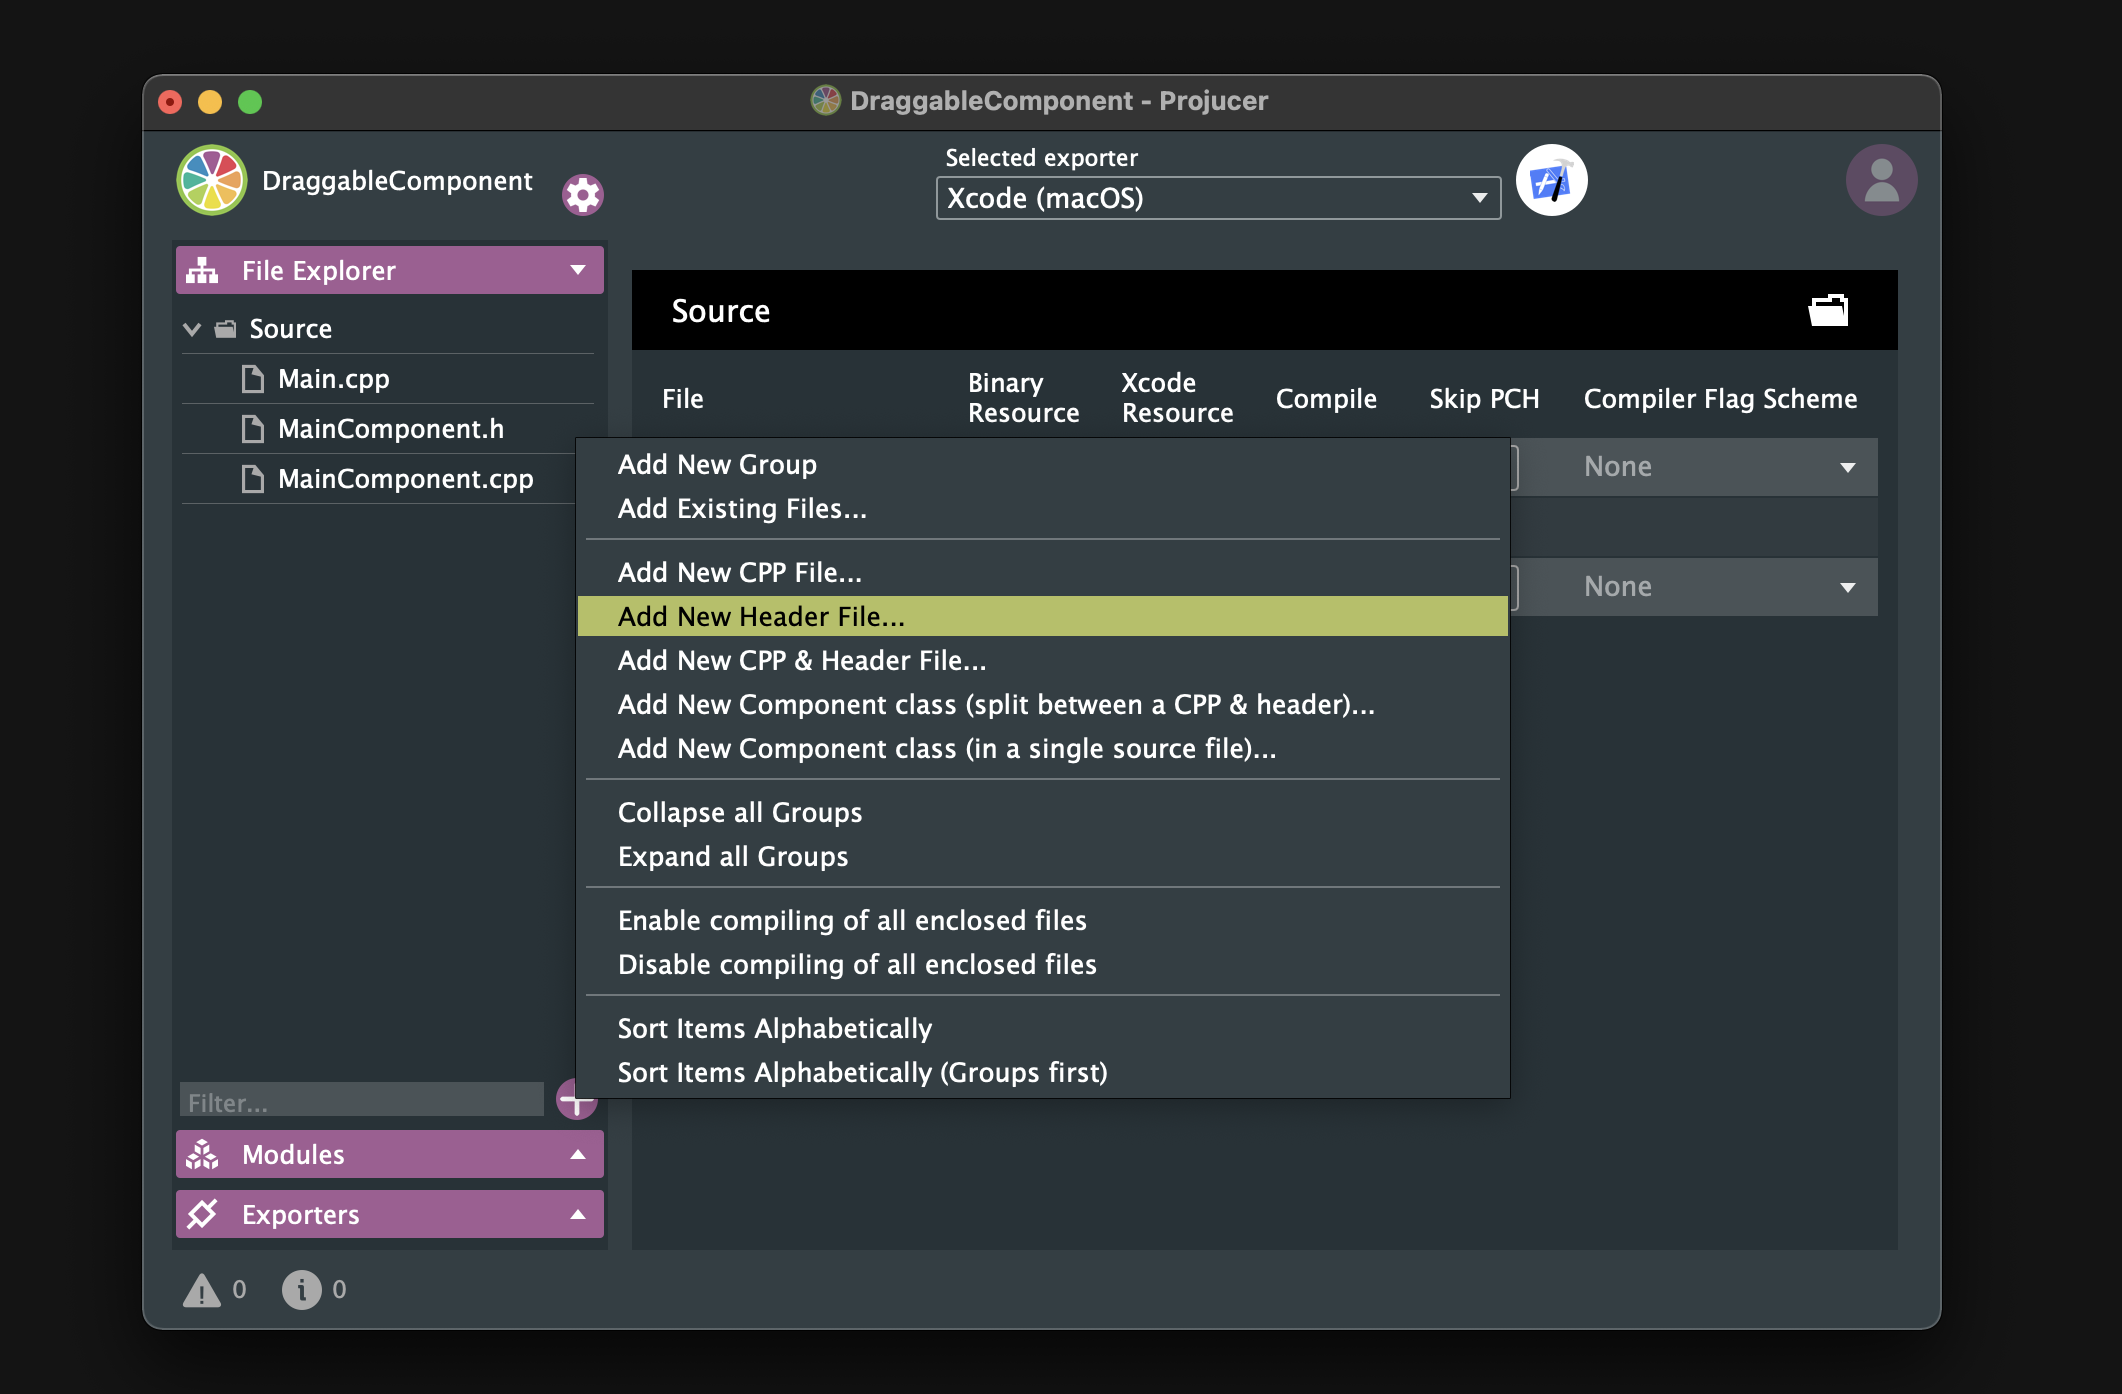 DraggableComponent - Projucer
DraggableComponent
Selected exporter
Xcode (macOS)
File Explorer
Source
Main.cpp
MainComponent.h
MainComponent.cpp
Filter...
Modules
Exporters
0
0
Source
File
Binary Resource
Xcode Resource
Compile
Skip PCH
Compiler Flag Scheme
None
None
Add New Group
Add Existing Files...
Add New CPP File...
Add New Header File...
Add New CPP & Header File...
Add New Component class (split between a CPP & header)...
Add New Component class (in a single source file)...
Collapse all Groups
Expand all Groups
Enable compiling of all enclosed files
Disable compiling of all enclosed files
Sort Items Alphabetically
Sort Items Alphabetically (Groups first)